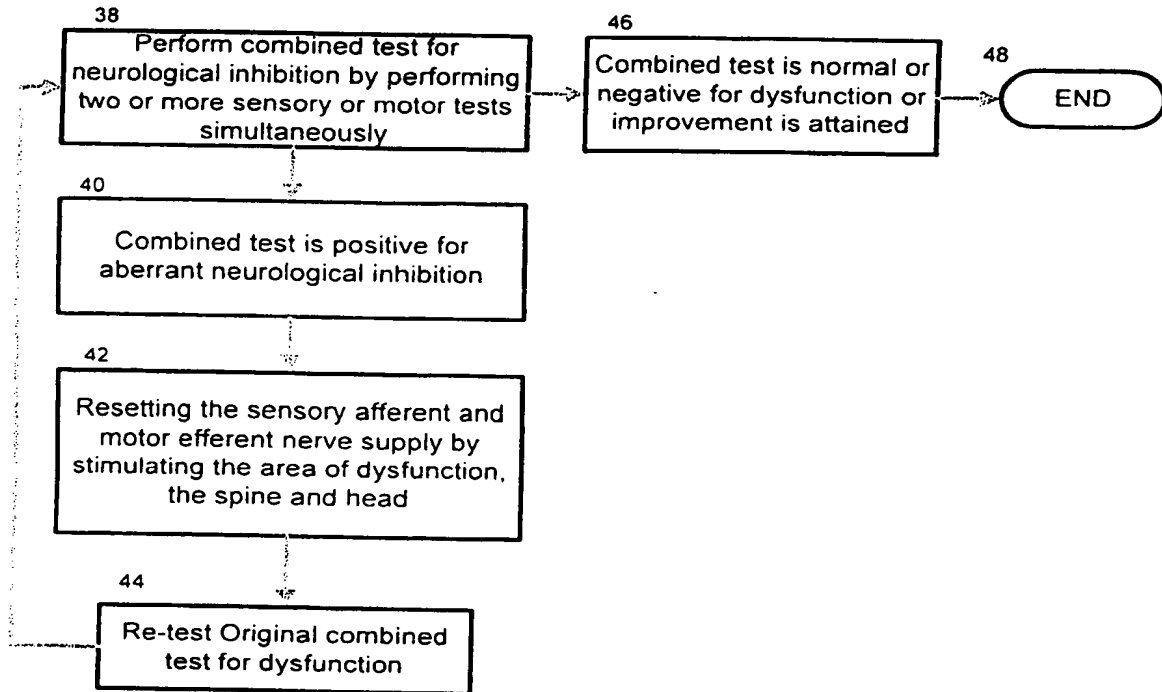 38
Perform combined test for
neurological inhibition by performing
two or more sensory or motor tests
simultaneously
46
Combined test is normal or
negative for dysfunction or
improvement is attained
48
END
40
Combined test is positive for
aberrant neurological inhibition
42
Resetting the sensory afferent and
motor efferent nerve supply by
stimulating the area of dysfunction,
the spine and head
44
Re-test Original combined
test for dysfunction